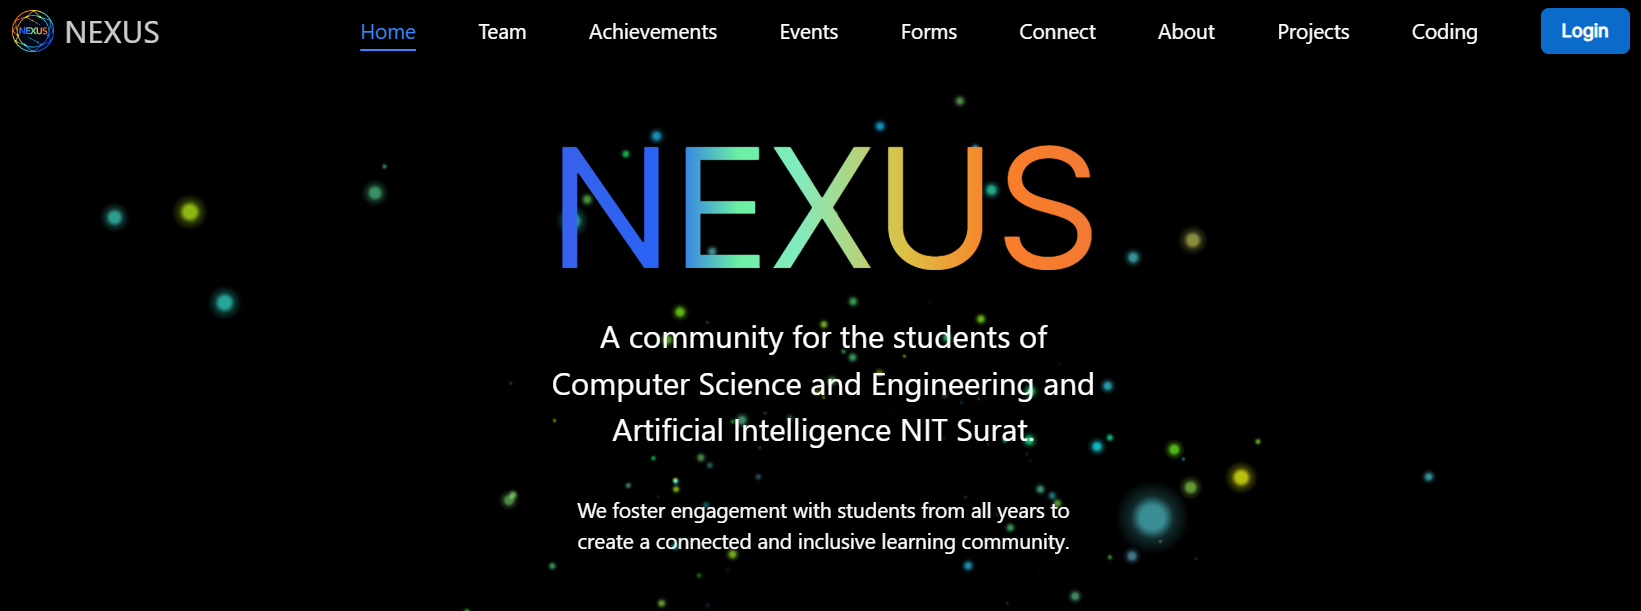 NEXUS NEXUS Home Team Achievements Events Forms Connect About Projects Coding Login
NEXUS
A community for the students of
Computer Science and Engineering and
Artificial Intelligence NIT Surat.
We foster engagement with students from all years to
create a connected and inclusive learning community.